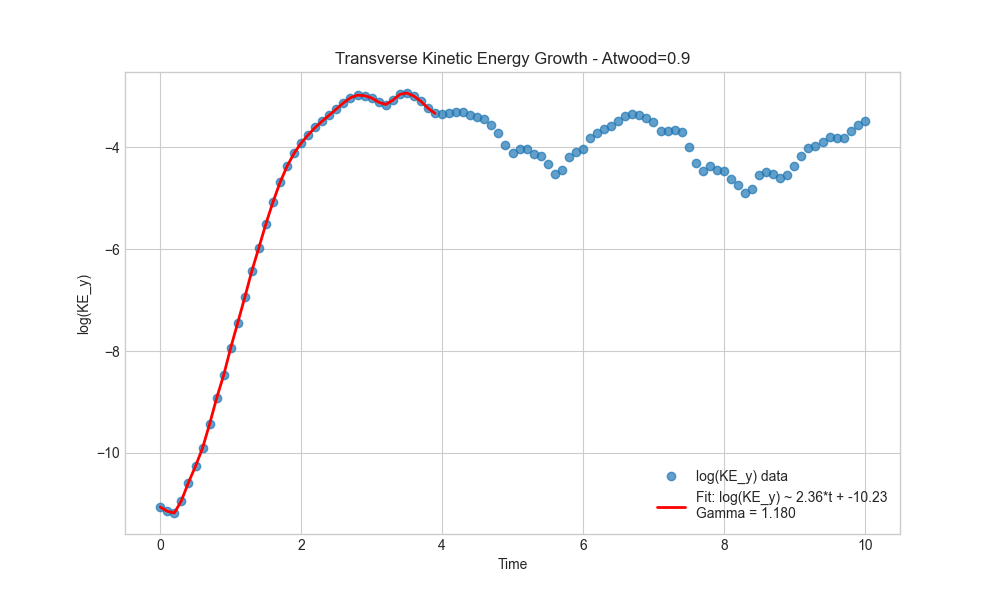 Transverse Kinetic Energy Growth - Atwood=0.9
log(KE_y)
−4
−6
−8
−10
log(KE_y) data
Fit: log(KE_y) ~ 2.36*t + -10.23
Gamma = 1.180
0
2
4
6
8
10
Time